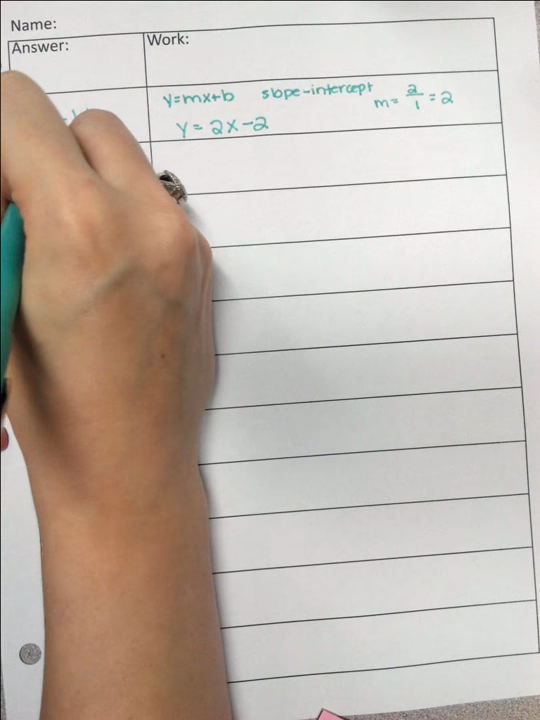 Name:
Answer: Work:
y=mx+b slope-intercept m= 2/1 = 2
y= 2x-2